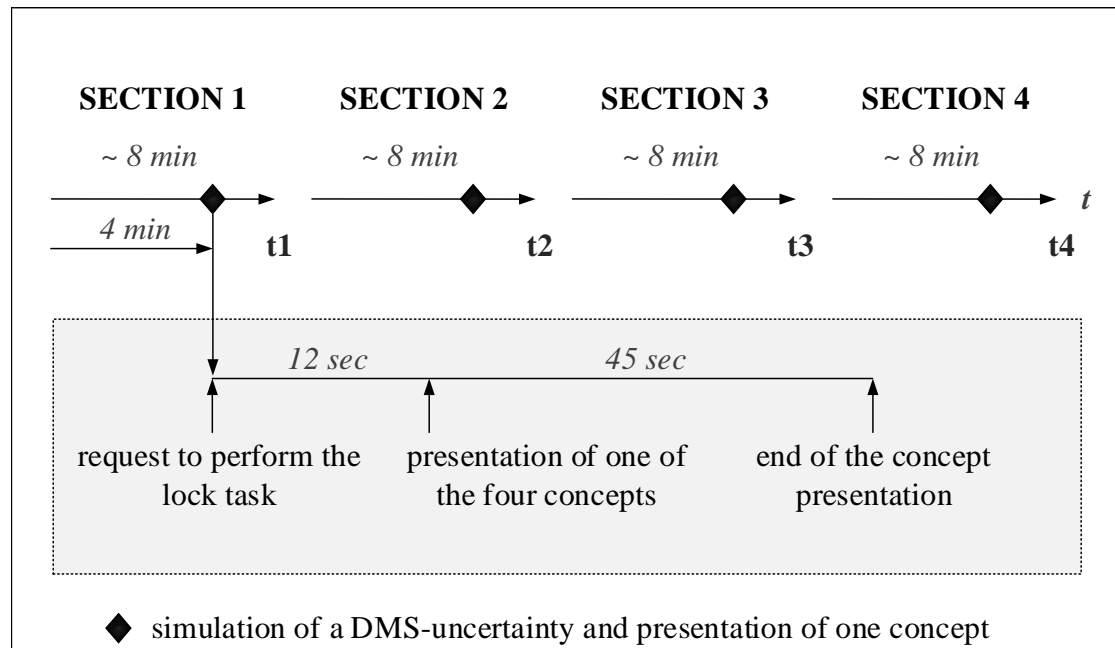 SECTION 1 SECTION 2 SECTION 3 SECTION 4
~ 8 min ~ 8 min ~ 8 min ~ 8 min
t
4 min
t1 t2 t3 t4
12 sec 45 sec
request to perform the presentation of one of end of the concept
lock task the four concepts presentation
simulation of a DMS-uncertainty and presentation of one concept